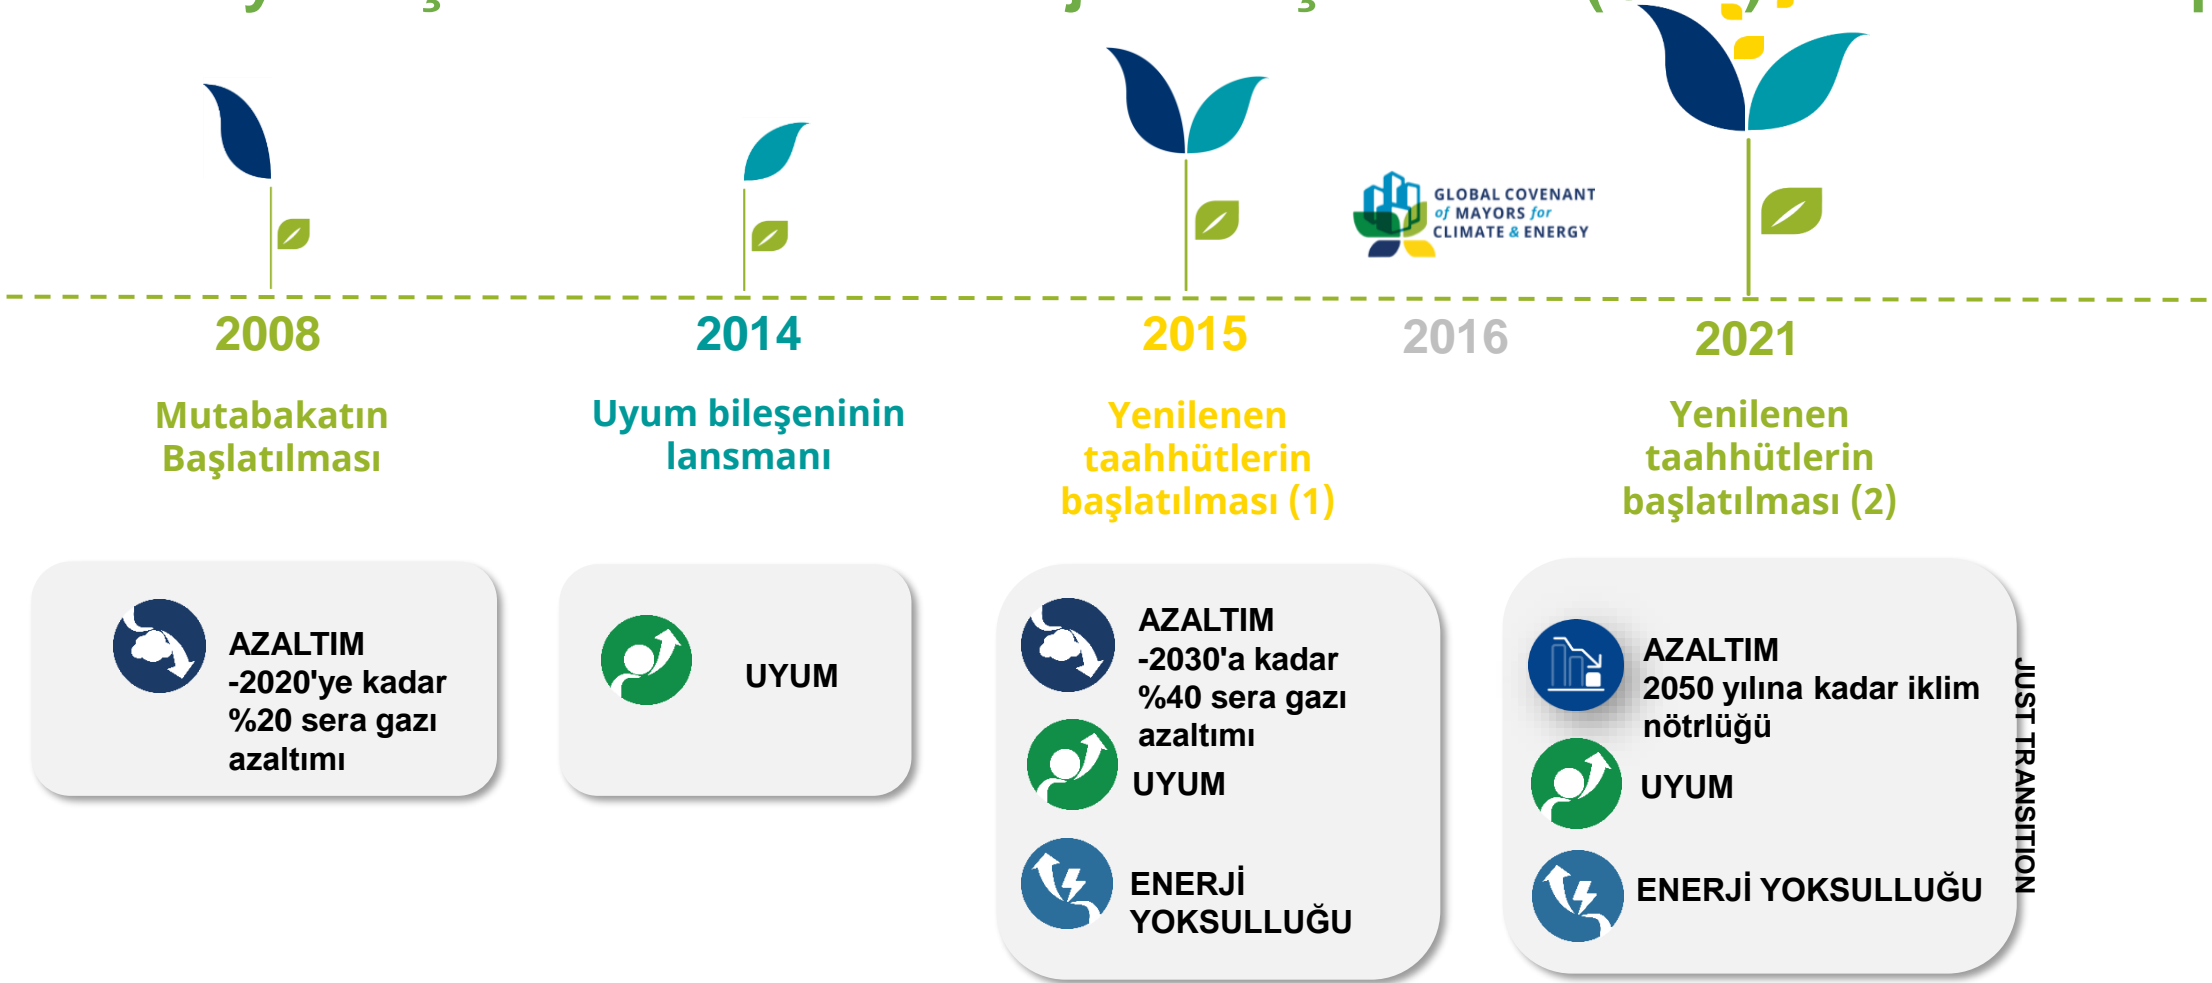 GLOBAL COVENANT
of MAYORS for
CLIMATE & ENERGY
2008
2014
2015
2016
2021
Mutabakatın
Başlatılması
Uyum bileşeninin
lansmanı
Yenilenen
taahhütlerin
başlatılması (1)
Yenilenen
taahhütlerin
başlatılması (2)
AZALTIM
-2020'ye kadar
%20 sera gazı
azaltımı
UYUM
AZALTIM
-2030'a kadar
%40 sera gazı
azaltımı
UYUM
ENERJİ
YOKSULLUĞU
AZALTIM
2050 yılına kadar iklim
nötrlüğü
UYUM
ENERJİ YOKSULLUĞU
JUST TRANSITION